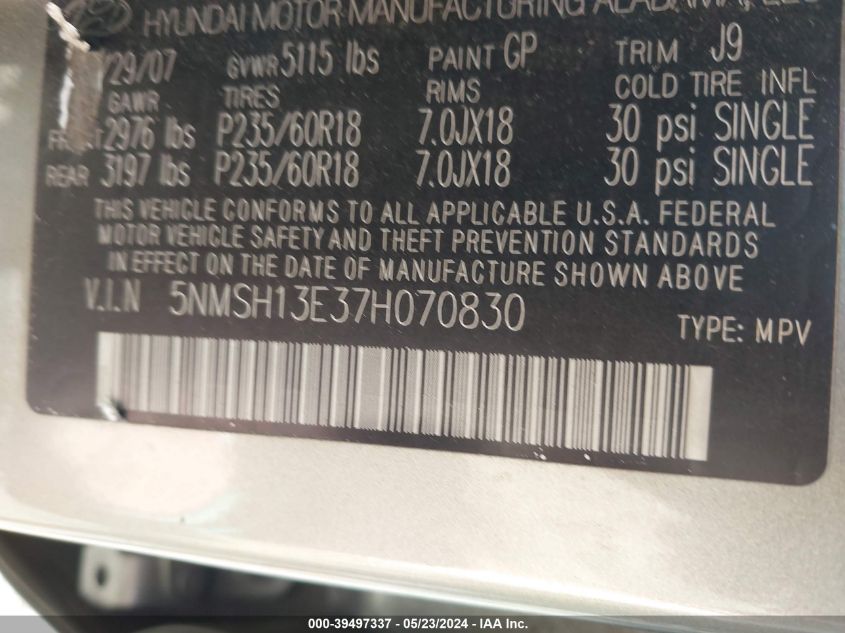 HYUNDAI MOTOR MANUFACTURING ALABAMA, LLC
/29/07 GVWR 5115 lbs PAINT GP TRIM J9
GAWR TIRES RIMS COLD TIRE INFL
2976 lbs P235/60R18 7.0JX18 30 psi SINGLE
REAR 3197 lbs P235/60R18 7.0JX18 30 psi SINGLE
THIS VEHICLE CONFORMS TO ALL APPLICABLE U.S.A. FEDERAL
MOTOR VEHICLE SAFETY AND THEFT PREVENTION STANDARDS
IN EFFECT ON THE DATE OF MANUFACTURE SHOWN ABOVE
V.I.N 5NMSH13E37H070830
TYPE: MPV
000-39497337 - 05/23/2024 - IAA Inc.